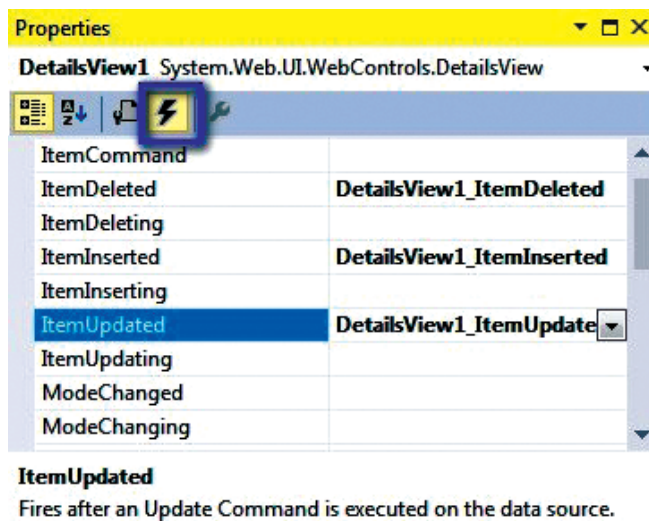 Properties
DetailsView1 System.Web.UI.WebControls.DetailsView
ItemCommand
ItemDeleted DetailsView1_ItemDeleted
ItemDeleting
ItemInserted DetailsView1_ItemInserted
ItemInserting
ItemUpdated DetailsView1_ItemUpdate
ItemUpdating
ModeChanged
ModeChanging
ItemUpdated
Fires after an Update Command is executed on the data source.